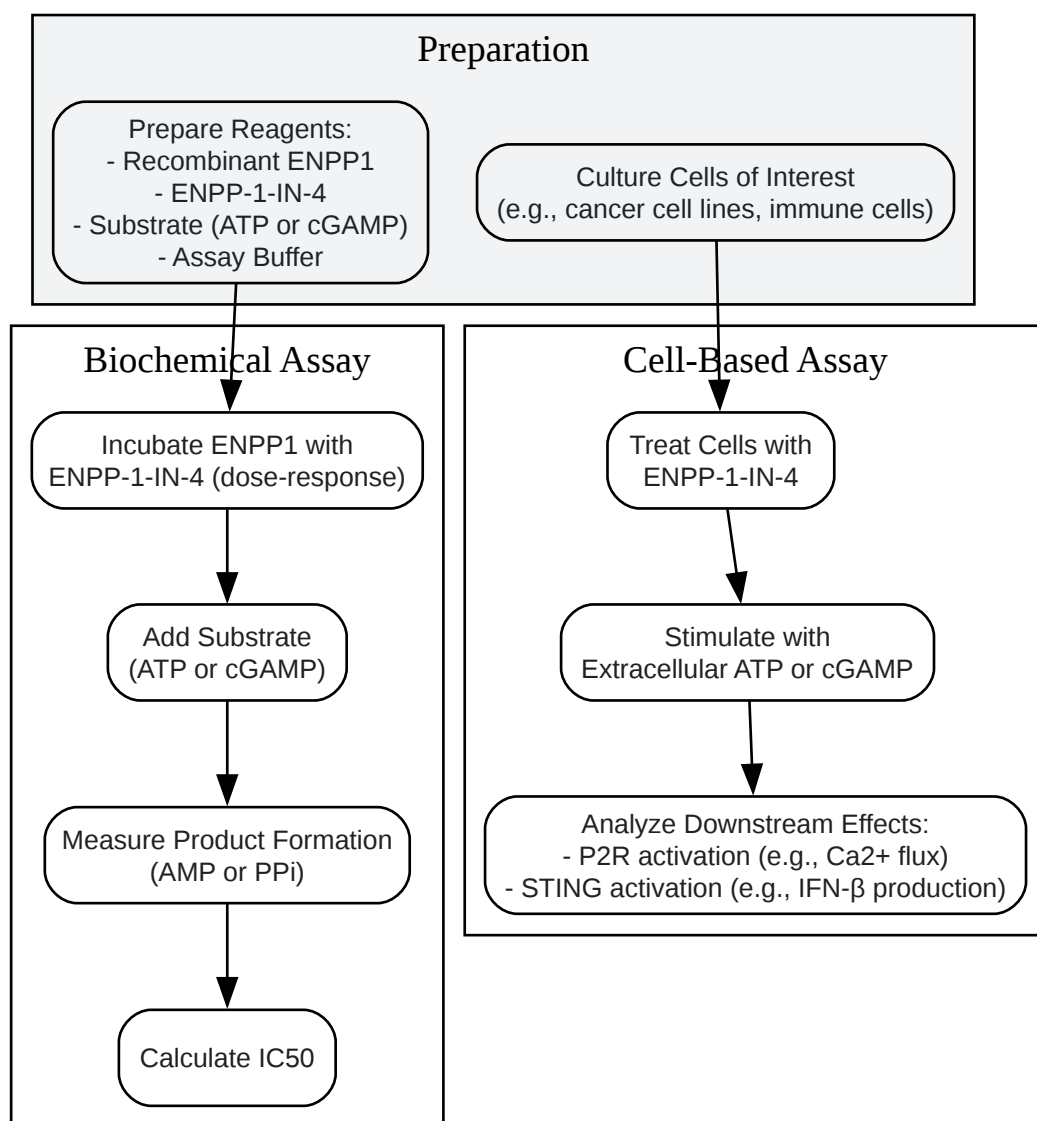 Preparation
Prepare Reagents:
- Recombinant ENPP1
- ENPP-1-IN-4
- Substrate (ATP or cGAMP)
- Assay Buffer
Culture Cells of Interest
(e.g., cancer cell lines, immune cells)
Biochemical Assay
Incubate ENPP1 with
ENPP-1-IN-4 (dose-response)
Add Substrate
(ATP or cGAMP)
Measure Product Formation
(AMP or PPi)
Calculate IC50
Cell-Based Assay
Treat Cells with
ENPP-1-IN-4
Stimulate with
Extracellular ATP or cGAMP
Analyze Downstream Effects:
- P2R activation (e.g., Ca2+ flux)
- STING activation (e.g., IFN-β production)